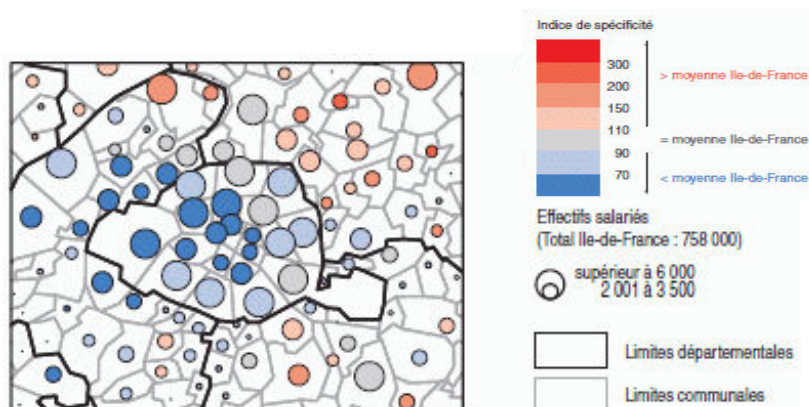 Indice de spécificité
300
> moyenne Ile-de-France
200
150
110
= moyenne Ile-de-France
90
70
< moyenne Ile-de-France
Effectifs salariés
(Total Ile-de-France : 758 000)
supérieur à 6 000
2 001 à 3 500
Limites départementales
Limites communales